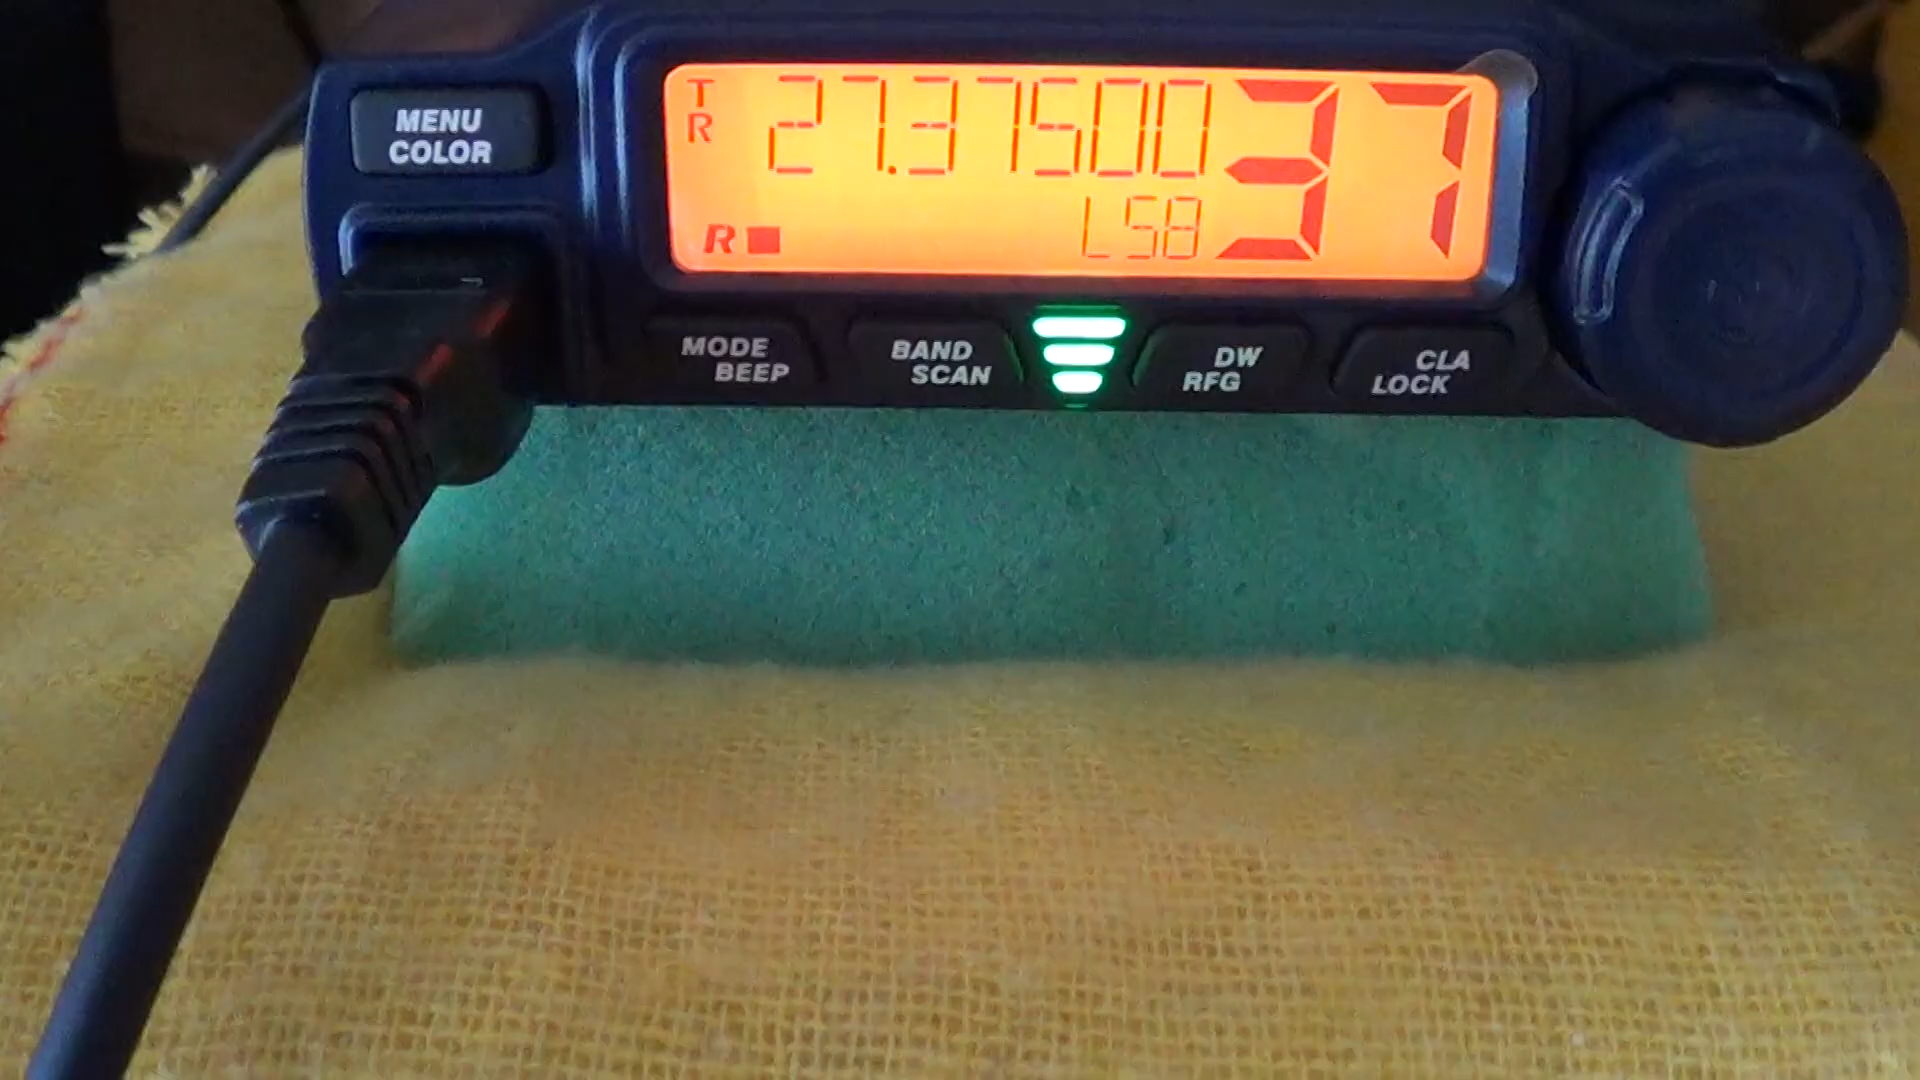 MENU
COLOR
T
R
27.37500
37
R
LSB
MODE
BEEP
BAND
SCAN
DW
RFG
CLA
LOCK